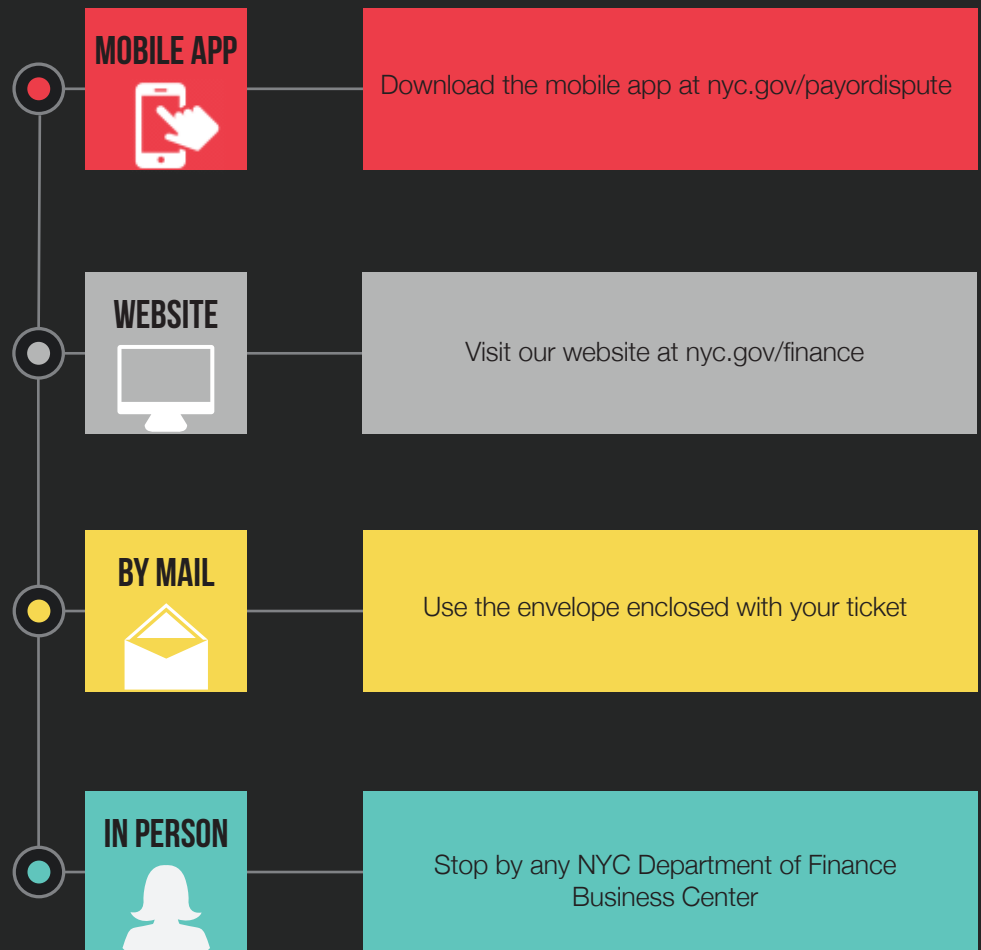 MOBILE APP
Download the mobile app at nyc.gov/payordispute
WEBSITE
Visit our website at nyc.gov/finance
BY MAIL
Use the envelope enclosed with your ticket
IN PERSON
Stop by any NYC Department of Finance
Business Center